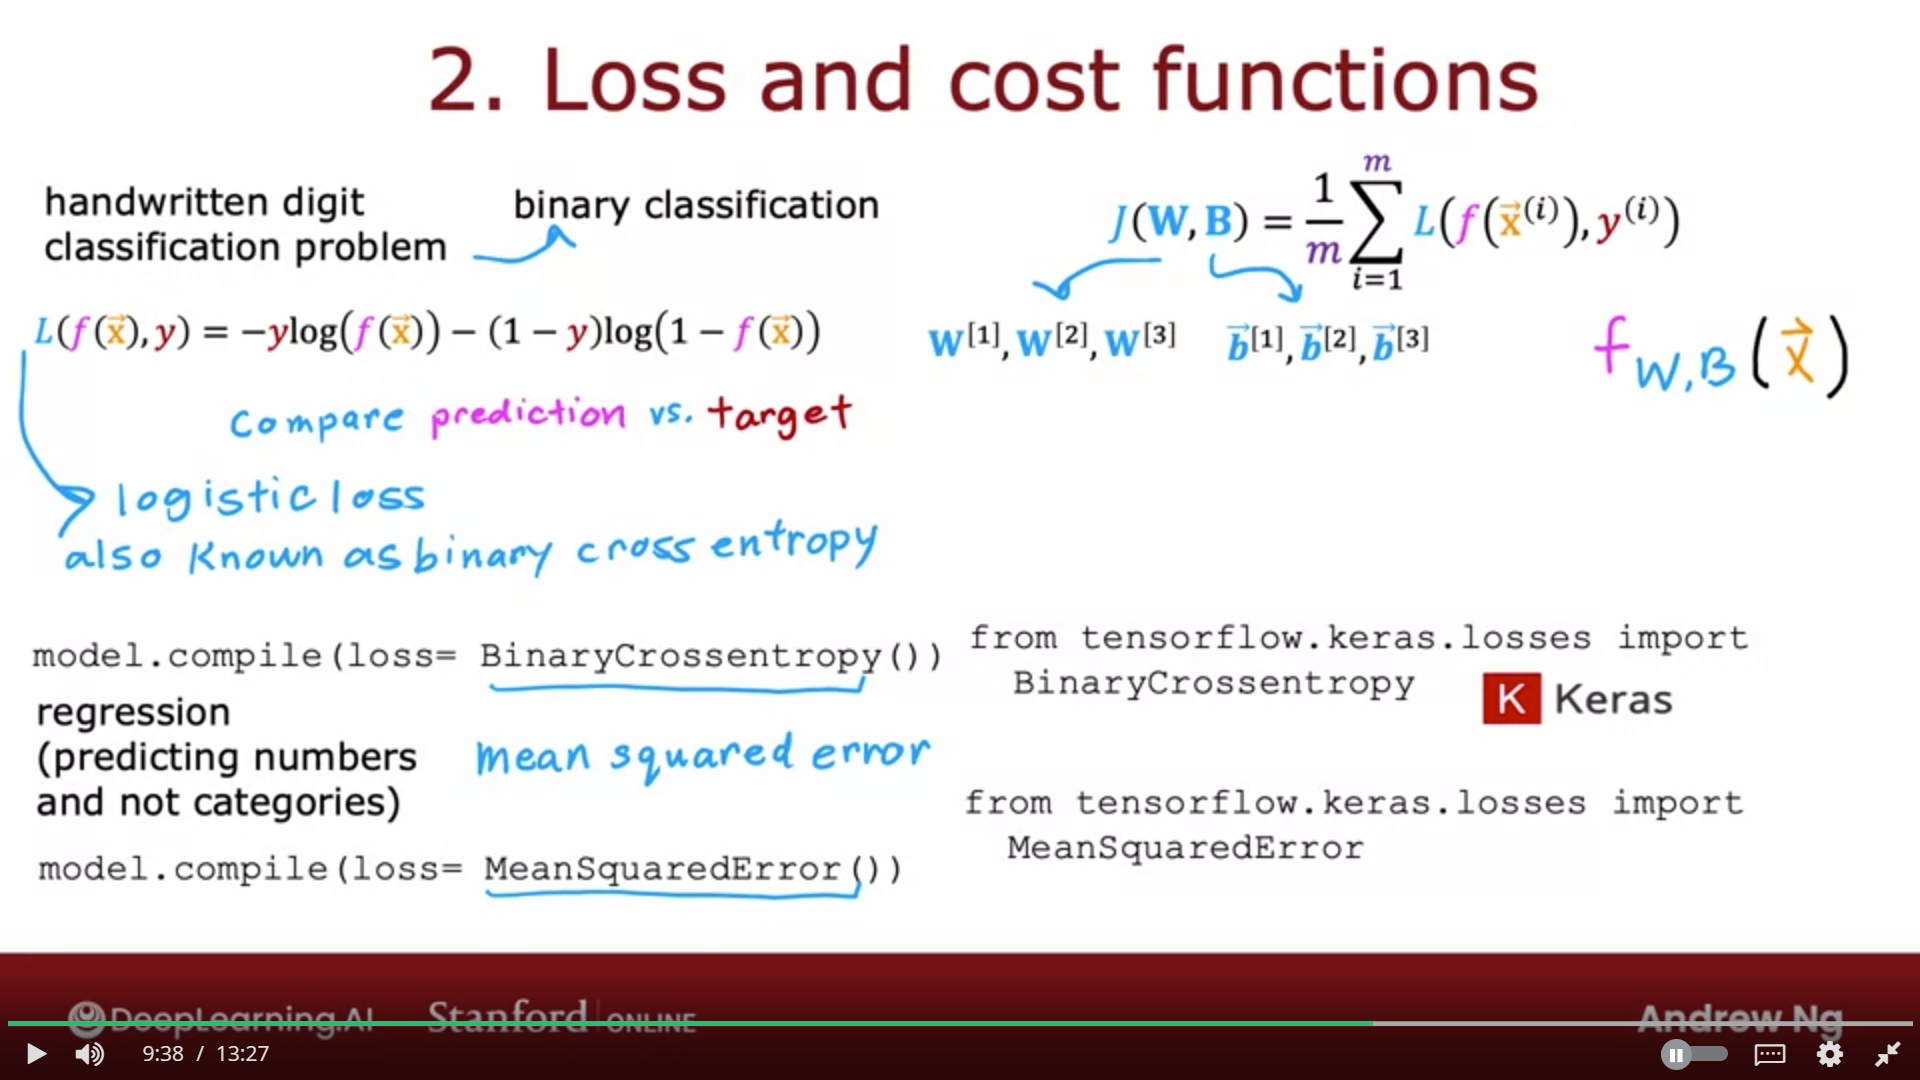 2. Loss and cost functions
handwritten digit
classification problem
binary classification
L(f(x⃗), y) = −ylog(f(x⃗)) − (1 − y)log(1 − f(x⃗))
compare prediction vs. target
logistic loss
also known as binary cross entropy
J(W, B) = 1/m ∑_{i=1}^{m} L(f(x⃗^(i)), y^(i))
W^[1], W^[2], W^[3]
b⃗^[1], b⃗^[2], b⃗^[3]
f_{W,B}(x⃗)
model.compile(loss= BinaryCrossentropy())
from tensorflow.keras.losses import
BinaryCrossentropy
K Keras
regression
(predicting numbers
and not categories)
mean squared error
model.compile(loss= MeanSquaredError())
from tensorflow.keras.losses import
MeanSquaredError
DeepLearning.AI
Stanford | ONLINE
Andrew Ng
9:38 / 13:27